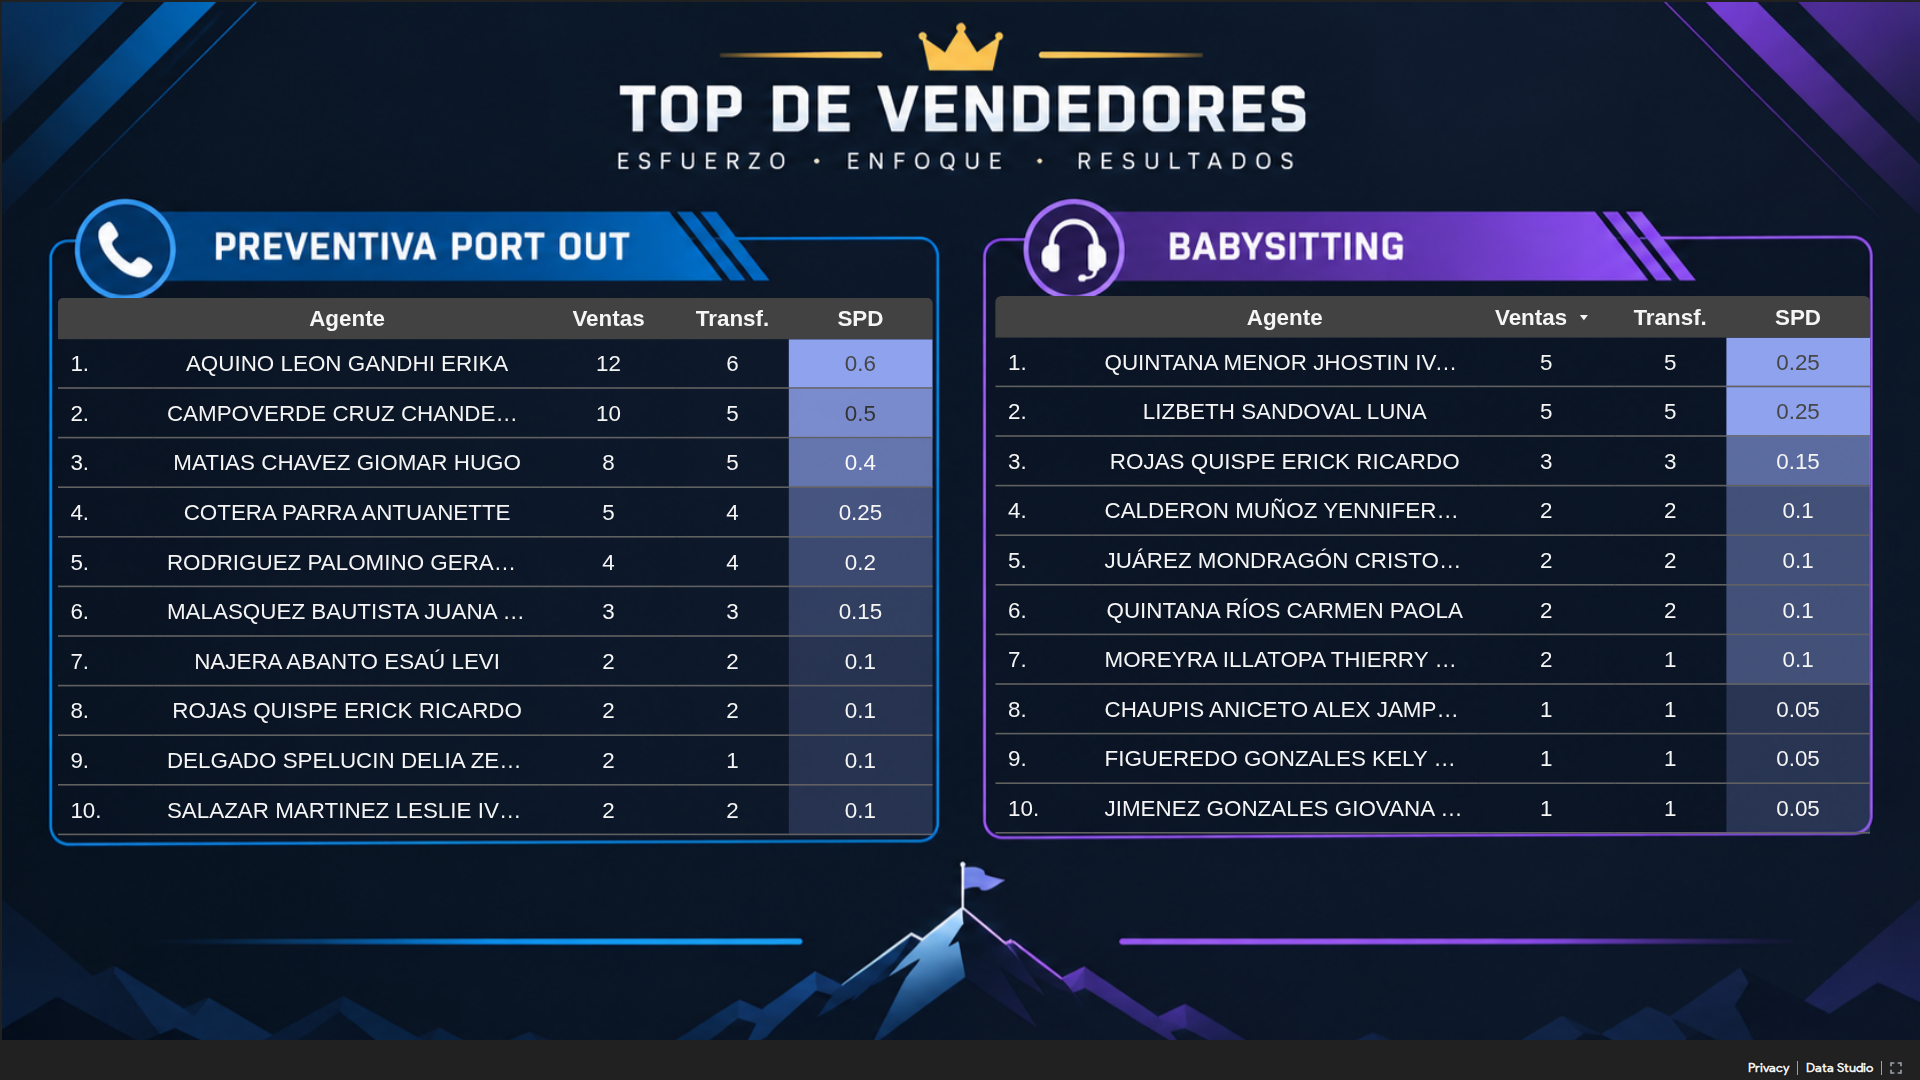 TOP DE VENDEDORES
ESFUERZO • ENFOQUE • RESULTADOS
PREVENTIVA PORT OUT
Agente Ventas Transf. SPD
1. AQUINO LEON GANDHI ERIKA 12 6 0.6
2. CAMPOVERDE CRUZ CHANDE... 10 5 0.5
3. MATIAS CHAVEZ GIOMAR HUGO 8 5 0.4
4. COTERA PARRA ANTUANETTE 5 4 0.25
5. RODRIGUEZ PALOMINO GERA... 4 4 0.2
6. MALASQUEZ BAUTISTA JUANA ... 3 3 0.15
7. NAJERA ABANTO ESAÚ LEVI 2 2 0.1
8. ROJAS QUISPE ERICK RICARDO 2 2 0.1
9. DELGADO SPELUCIN DELIA ZE... 2 1 0.1
10. SALAZAR MARTINEZ LESLIE IV... 2 2 0.1
BABYSITTING
Agente Ventas Transf. SPD
1. QUINTANA MENOR JHOSTIN IV... 5 5 0.25
2. LIZBETH SANDOVAL LUNA 5 5 0.25
3. ROJAS QUISPE ERICK RICARDO 3 3 0.15
4. CALDERON MUÑOZ YENNIFER... 2 2 0.1
5. JUÁREZ MONDRAGÓN CRISTO... 2 2 0.1
6. QUINTANA RÍOS CARMEN PAOLA 2 2 0.1
7. MOREYRA ILLATOPA THIERRY ... 2 1 0.1
8. CHAUPIS ANICETO ALEX JAMP... 1 1 0.05
9. FIGUEREDO GONZALES KELY ... 1 1 0.05
10. JIMENEZ GONZALES GIOVANA ... 1 1 0.05
Privacy Data Studio